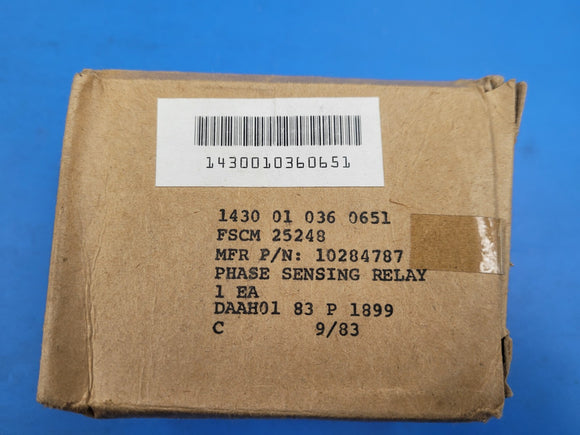 1430010360651
1430 01 036 0651
FSCM 25248
MFR P/N: 10284787
PHASE SENSING RELAY
1 EA
DAAH01 83 P 1899
C 9/83